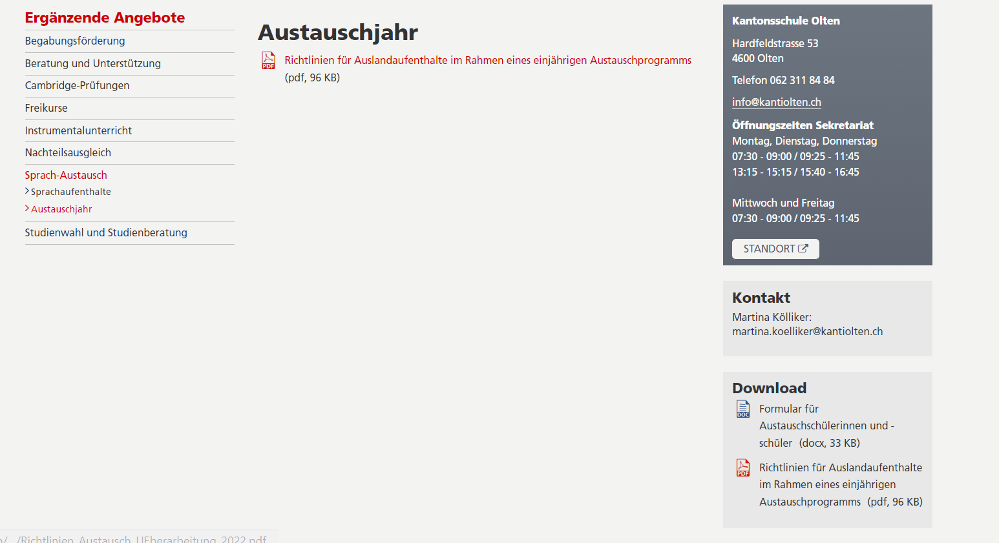 Ergänzende Angebote
Begabungsförderung
Beratung und Unterstützung
Cambridge-Prüfungen
Freikurse
Instrumentalunterricht
Nachteilsausgleich
Sprach-Austausch
Sprachaufenthalte
Austauschjahr
Studienwahl und Studienberatung
Austauschjahr
PDF
Richtlinien für Auslandaufenthalte im Rahmen eines einjährigen Austauschprogramms
(pdf, 96 KB)
Kantonsschule Olten
Hardfeldstrasse 53
4600 Olten
Telefon 062 311 84 84
info@kantiolten.ch
Öffnungszeiten Sekretariat
Montag, Dienstag, Donnerstag
07:30 - 09:00 / 09:25 - 11:45
13:15 - 15:15 / 15:40 - 16:45
Mittwoch und Freitag
07:30 - 09:00 / 09:25 - 11:45
STANDORT
Kontakt
Martina Kölliker:
martina.koelliker@kantiolten.ch
Download
DOC
Formular für
Austauschschülerinnen und -
schüler (docx, 33 KB)
PDF
Richtlinien für Auslandaufenthalte
im Rahmen eines einjährigen
Austauschprogramms (pdf, 96 KB)
/Richtlinien_Austausch_UEberarbeitung_2022.pdf